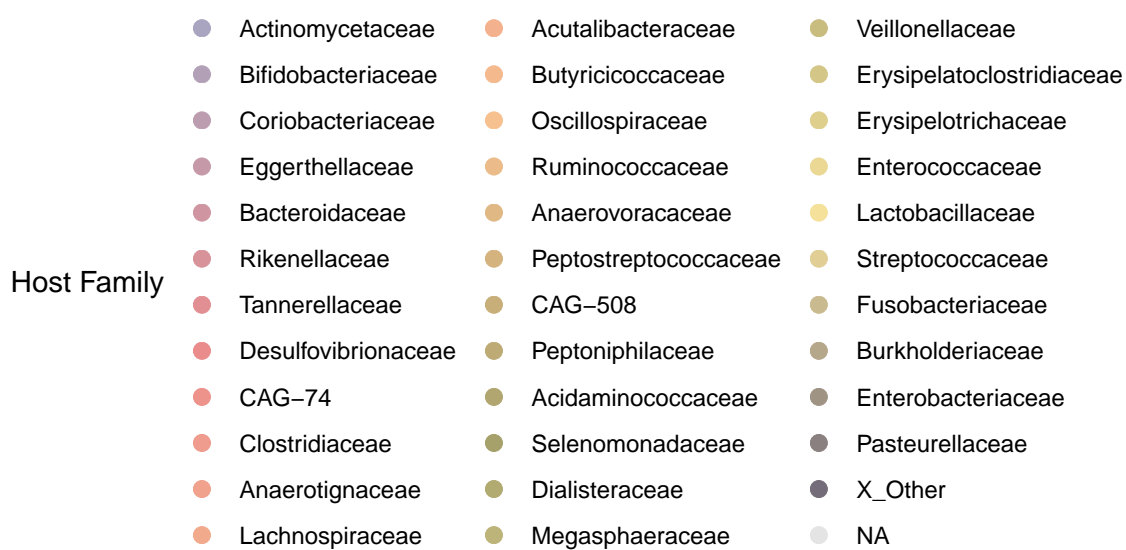 Host Family
Actinomycetaceae
Bifidobacteriaceae
Coriobacteriaceae
Eggerthellaceae
Bacteroidaceae
Rikenellaceae
Tannerellaceae
Desulfovibrionaceae
CAG−74
Clostridiaceae
Anaerotignaceae
Lachnospiraceae
Acutalibacteraceae
Butyricicoccaceae
Oscillospiraceae
Ruminococcaceae
Anaerovoracaceae
Peptostreptococcaceae
CAG−508
Peptoniphilaceae
Acidaminococcaceae
Selenomonadaceae
Dialisteraceae
Megasphaeraceae
Veillonellaceae
Erysipelatoclostridiaceae
Erysipelotrichaceae
Enterococcaceae
Lactobacillaceae
Streptococcaceae
Fusobacteriaceae
Burkholderiaceae
Enterobacteriaceae
Pasteurellaceae
X_Other
NA